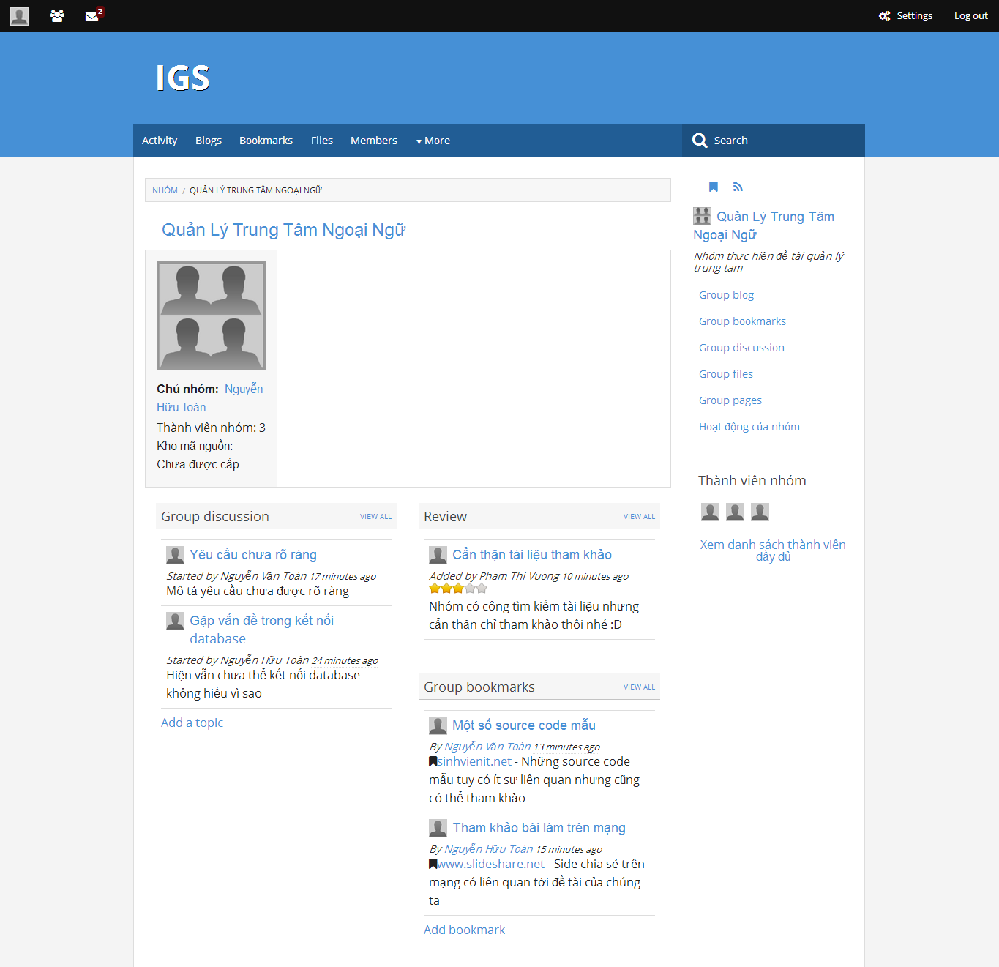 2
Settings
Log out
IGS
Activity Blogs Bookmarks Files Members ▾ More
Search
NHÓM / QUẢN LÝ TRUNG TÂM NGOẠI NGỮ
Quản Lý Trung Tâm Ngoại Ngữ
Chủ nhóm: Nguyễn
Hữu Toàn
Thành viên nhóm: 3
Kho mã nguồn:
Chưa được cấp
Group discussion VIEW ALL
Yêu cầu chưa rõ ràng
Started by Nguyễn Văn Toàn 17 minutes ago
Mô tả yêu cầu chưa được rõ ràng
Gặp vấn đề trong kết nối
database
Started by Nguyễn Hữu Toàn 24 minutes ago
Hiện vẫn chưa thể kết nối database
không hiểu vì sao
Add a topic
Review VIEW ALL
Cẩn thận tài liệu tham khảo
Added by Pham Thi Vuong 10 minutes ago
Nhóm có công tìm kiếm tài liệu nhưng
cẩn thận chỉ tham khảo thôi nhé :D
Group bookmarks VIEW ALL
Một số source code mẫu
By Nguyễn Văn Toàn 13 minutes ago
sinhvienit.net - Những source code
mẫu tuy có ít sự liên quan nhưng cũng
có thể tham khảo
Tham khảo bài làm trên mạng
By Nguyễn Hữu Toàn 15 minutes ago
www.slideshare.net - Side chia sẻ trên
mạng có liên quan tới đề tài của chúng
ta
Add bookmark
Quản Lý Trung Tâm
Ngoại Ngữ
Nhóm thực hiện đề tài quản lý
trung tam
Group blog
Group bookmarks
Group discussion
Group files
Group pages
Hoạt động của nhóm
Thành viên nhóm
Xem danh sách thành viên
đầy đủ